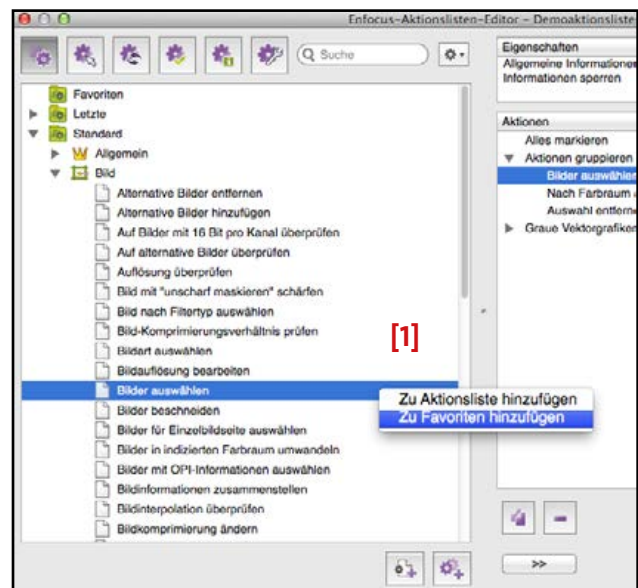 Enfocus-Aktionslisten-Editor – Demoaktionsliste
Suche
Favoriten
Letzte
Standard
Allgemein
Bild
Alternative Bilder entfernen
Alternative Bilder hinzufügen
Auf Bilder mit 16 Bit pro Kanal überprüfen
Auf alternative Bilder überprüfen
Auflösung überprüfen
Bild mit "unscharf maskieren" schärfen
Bild nach Filtertyp auswählen
Bild-Komprimierungsverhältnis prüfen
Bildart auswählen
Bildauflösung bearbeiten
Bilder auswählen
Bilder beschneiden
Bilder für Einzelbildseite auswählen
Bilder in indizierten Farbraum umwandeln
Bilder mit OPI-Informationen auswählen
Bildinformationen zusammenstellen
Bildinterpolation überprüfen
Bildkomprimierung ändern
[1]
Zu Aktionsliste hinzufügen
Zu Favoriten hinzufügen
Eigenschaften
Allgemeine Informationen
Informationen sperren
Aktionen
Alles markieren
Aktionen gruppieren
Bilder auswählen
Nach Farbraum
Auswahl entferne
Graue Vektorgrafiken
>>